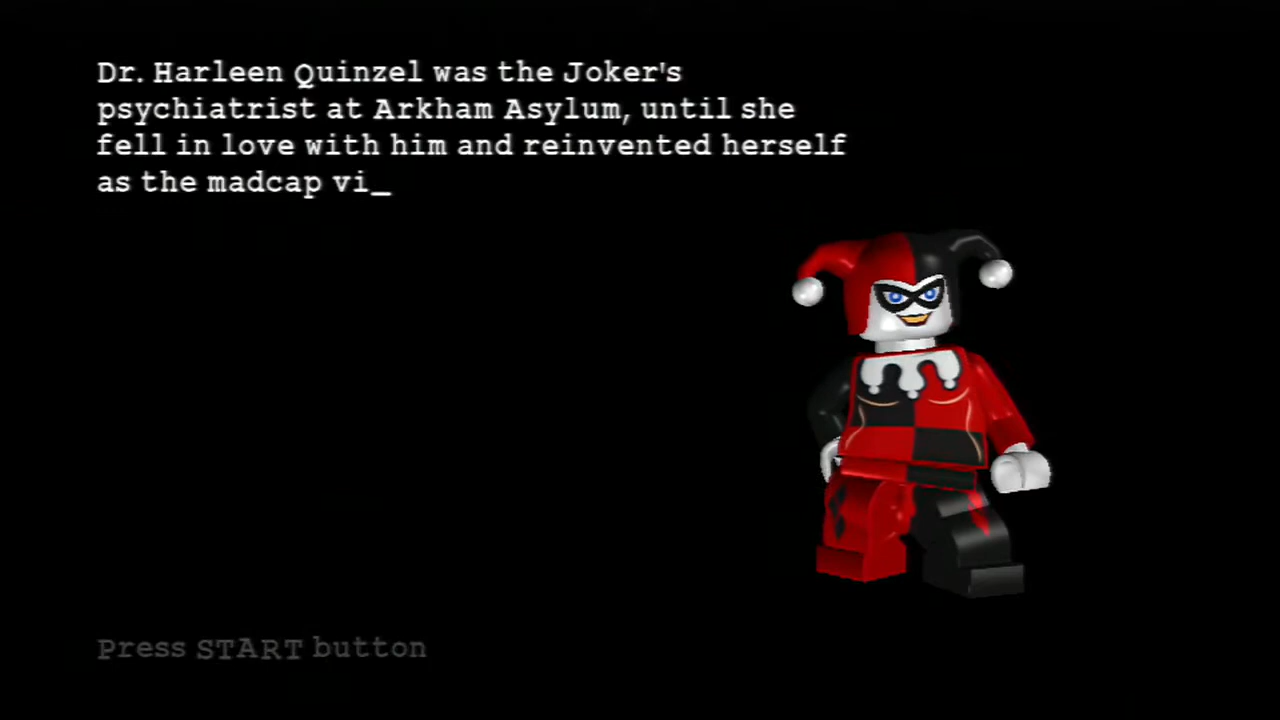 Dr. Harleen Quinzel was the Joker's
psychiatrist at Arkham Asylum, until she
fell in love with him and reinvented herself
as the madcap vi_
Press START button